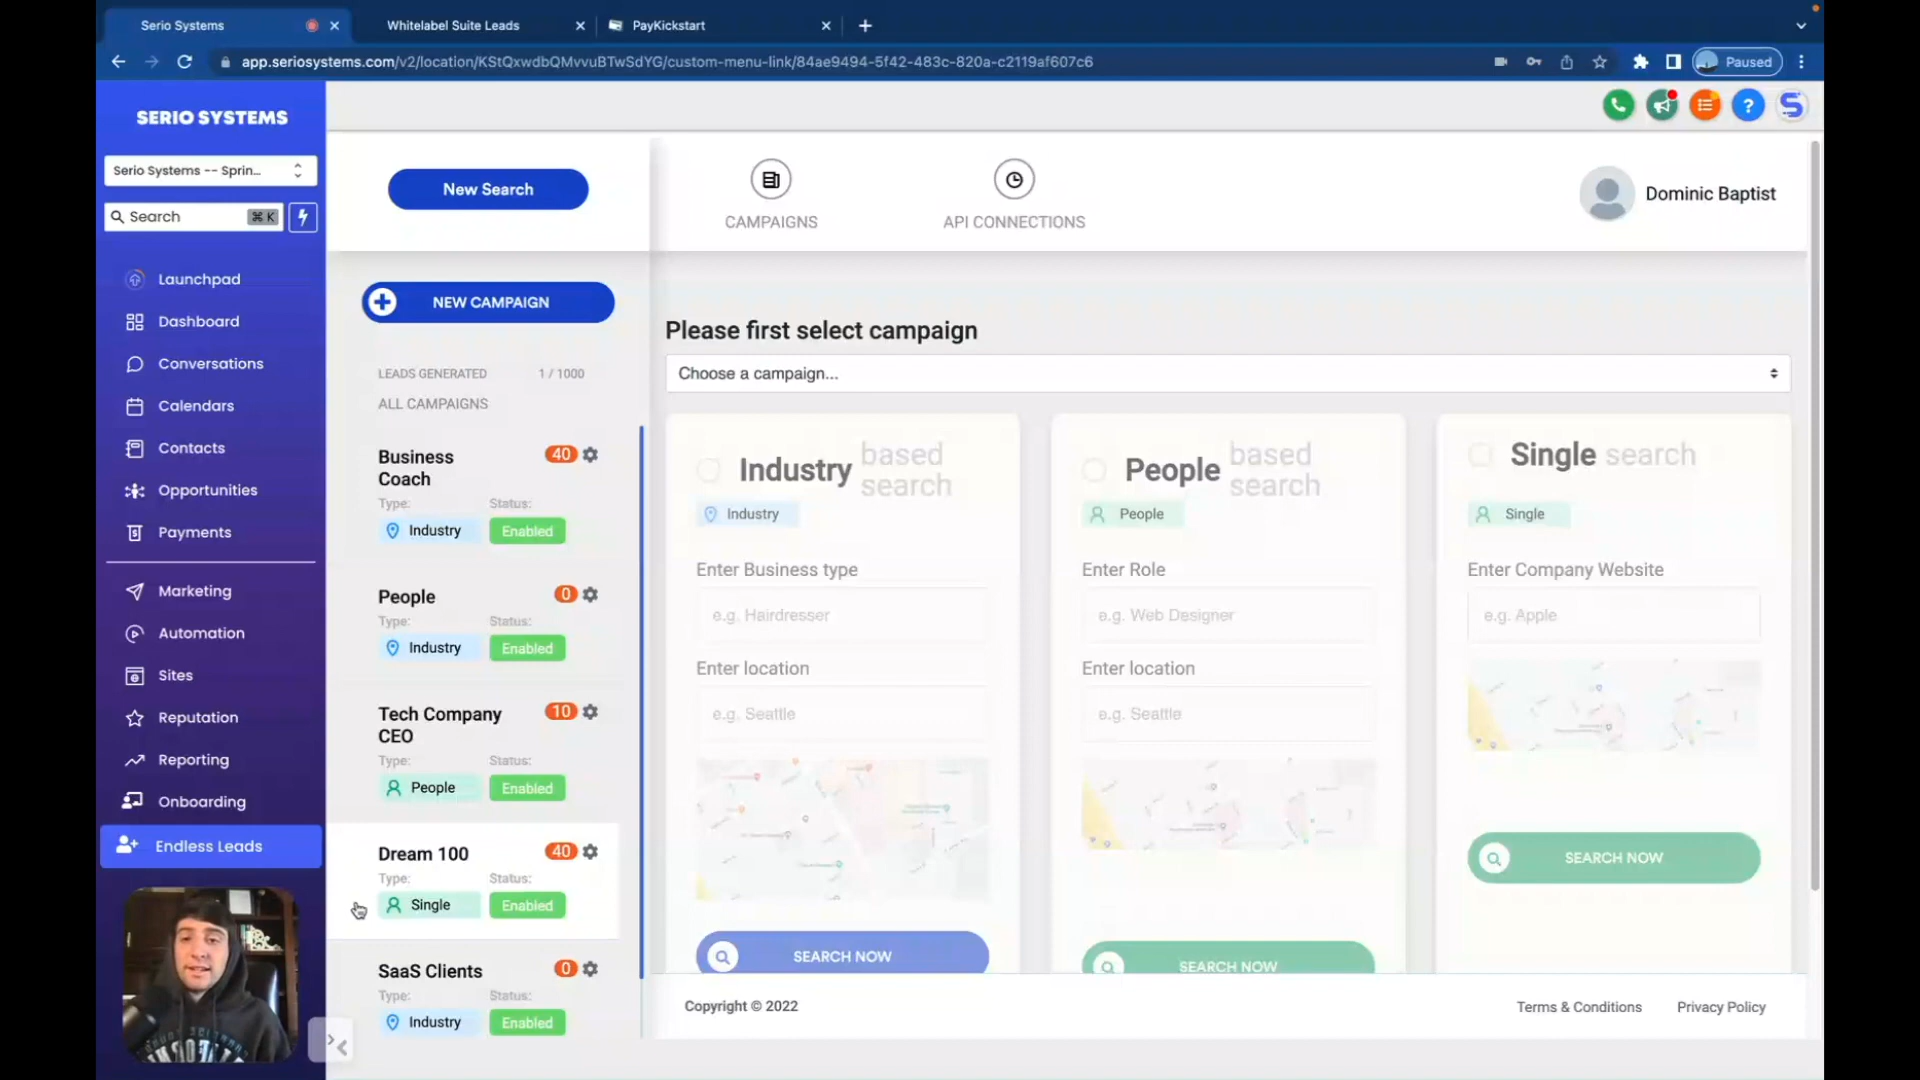 Serio Systems
Whitelabel Suite Leads
PayKickstart
app.seriosystems.com/v2/location/KStQxwdbQMvvuBTwSdYG/custom-menu-link/84ae9494-5f42-483c-820a-c2119af607c6
Paused
SERIO SYSTEMS
Serio Systems -- Sprin...
Search
⌘ K
Launchpad
Dashboard
Conversations
Calendars
Contacts
Opportunities
Payments
Marketing
Automation
Sites
Reputation
Reporting
Onboarding
Endless Leads
New Search
CAMPAIGNS
API CONNECTIONS
Dominic Baptist
NEW CAMPAIGN
LEADS GENERATED 1 / 1000
ALL CAMPAIGNS
Business Coach 40
Type: Status:
Industry Enabled
People 0
Type: Status:
Industry Enabled
Tech Company CEO 10
Type: Status:
People Enabled
Dream 100 40
Type: Status:
Single Enabled
SaaS Clients 0
Type: Status:
Industry Enabled
Please first select campaign
Choose a campaign...
Industry based search
Industry
Enter Business type
e.g. Hairdresser
Enter location
e.g. Seattle
SEARCH NOW
People based search
People
Enter Role
e.g. Web Designer
Enter location
e.g. Seattle
SEARCH NOW
Single search
Single
Enter Company Website
e.g. Apple
SEARCH NOW
Copyright © 2022
Terms & Conditions
Privacy Policy